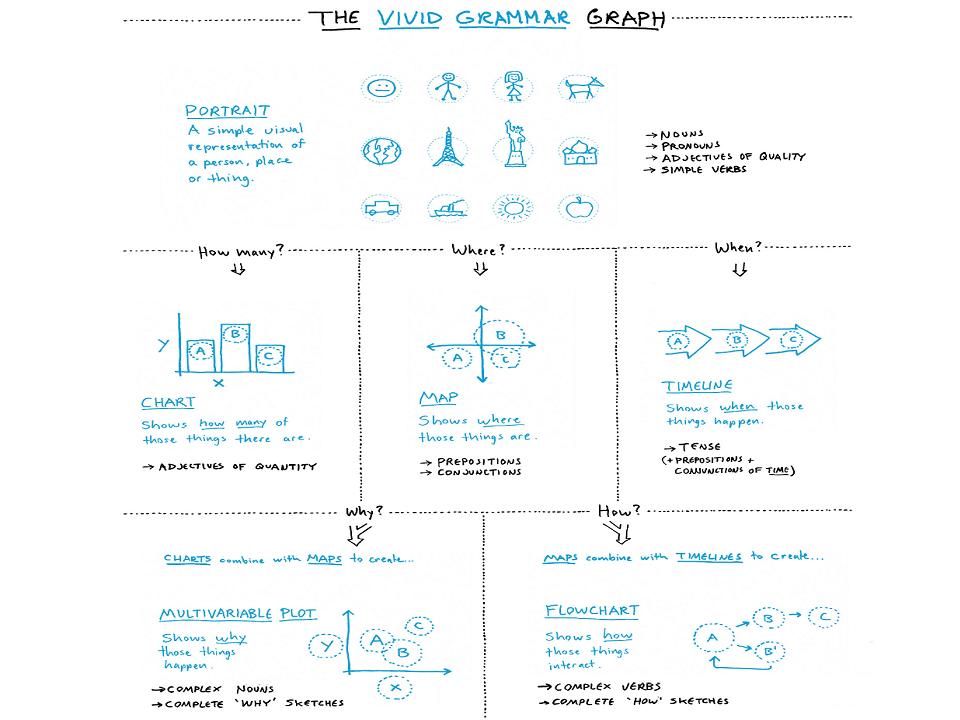 THE VIVID GRAMMAR GRAPH
PORTRAIT
A simple visual
representation of
a person, place
or thing.
→ NOUNS
→ PRONOUNS
→ ADJECTIVES OF QUALITY
→ SIMPLE VERBS
How many?
Where?
When?
Y
A
B
C
X
CHART
Shows how many of
those things there are.
→ ADJECTIVES OF QUANTITY
B
A
C
MAP
Shows where
those things are.
→ PREPOSITIONS
→ CONJUNCTIONS
A
B
C
TIMELINE
Shows when those
things happen.
→ TENSE
(+ PREPOSITIONS +
CONJUNCTIONS OF TIME)
Why?
How?
CHARTS combine with MAPS to create...
MULTIVARIABLE PLOT
Shows why
those things
happen.
→ COMPLEX NOUNS
→ COMPLETE 'WHY' SKETCHES
Y
A
B
C
X
MAPS combine with TIMELINES to create...
FLOWCHART
Shows how
those things
interact.
→ COMPLEX VERBS
→ COMPLETE 'HOW' SKETCHES
A
B
C
B'